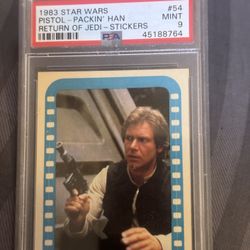 1983 STAR WARS #54
PISTOL-PACKIN' HAN MINT
RETURN OF JEDI-STICKERS 9
PSA 45188764